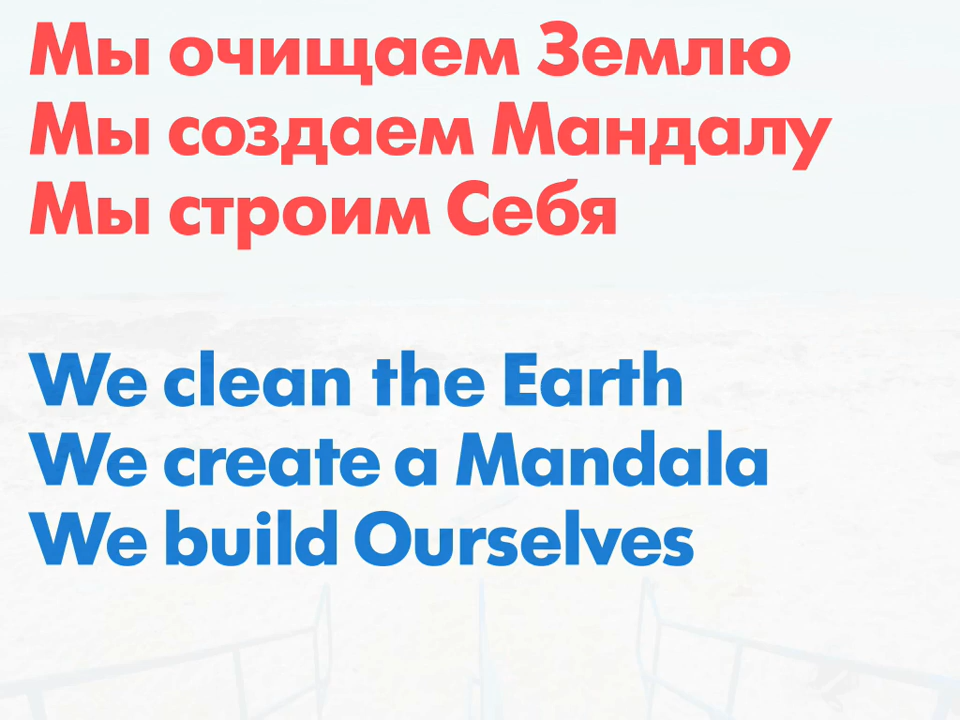 Мы очищаем Землю
Мы создаем Мандалу
Мы строим Себя
We clean the Earth
We create a Mandala
We build Ourselves